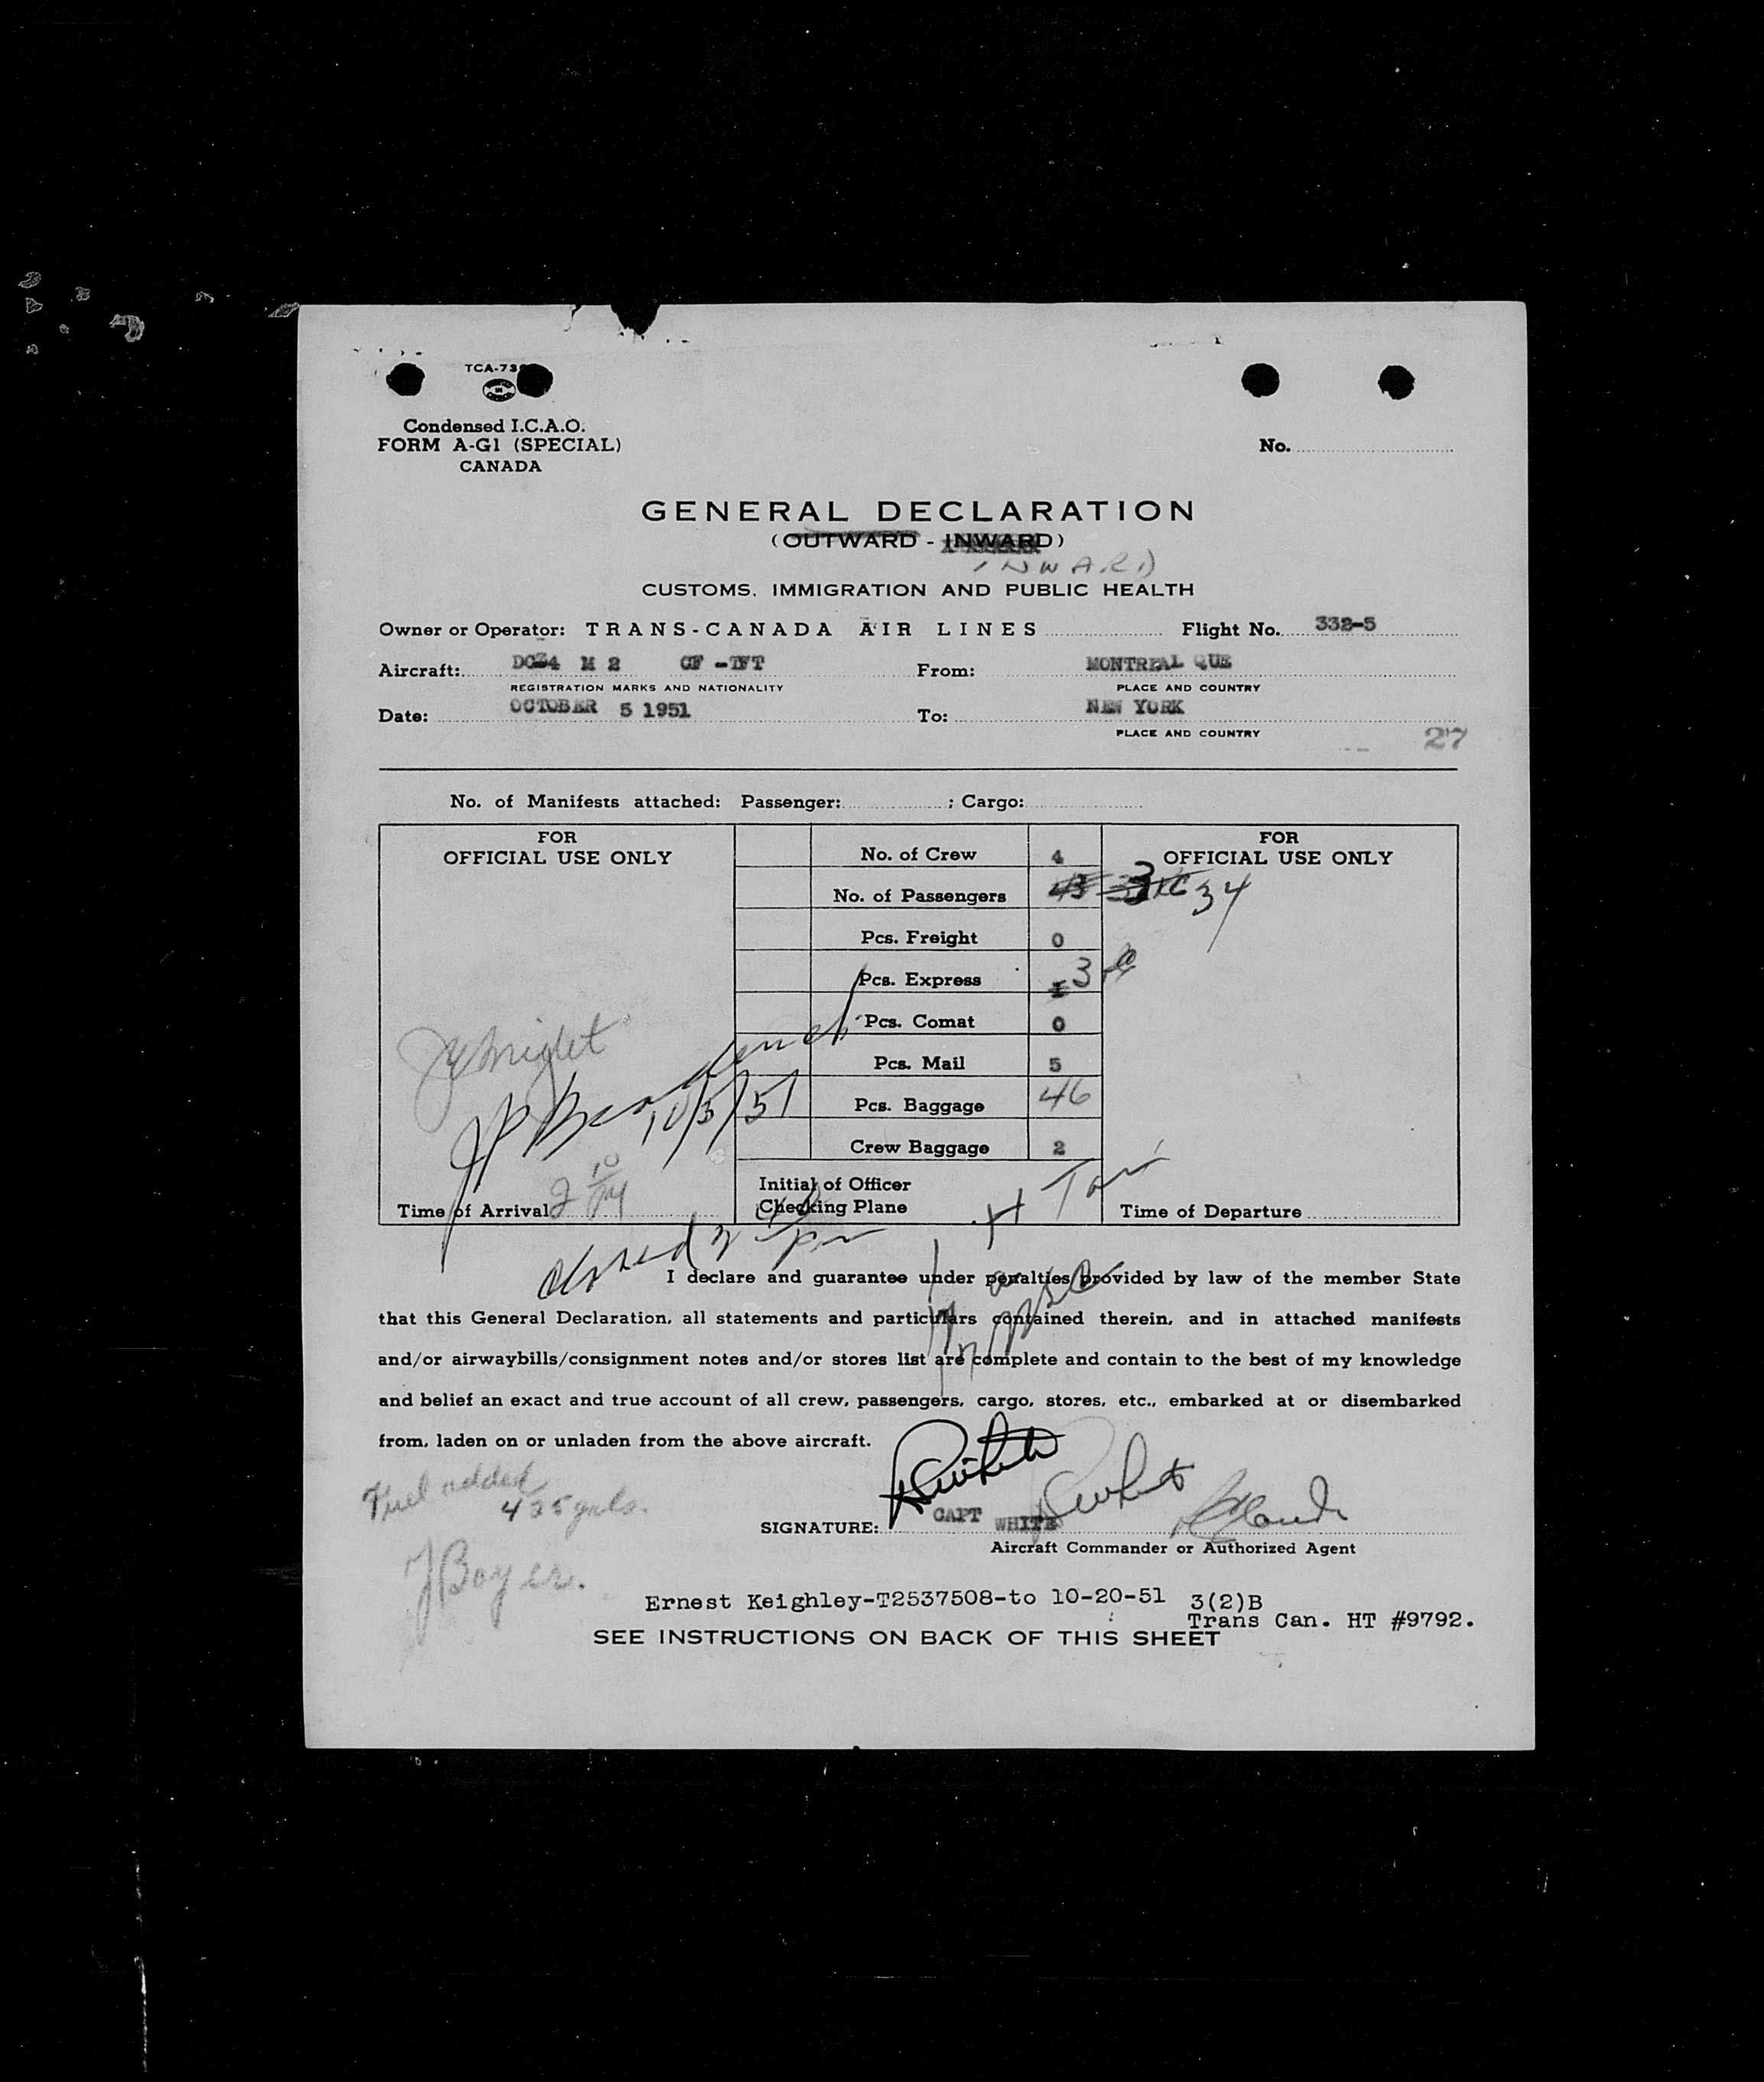 TCA-73
Condensed I.C.A.O.
FORM A-G1 (SPECIAL)
CANADA
No.
GENERAL DECLARATION
(OUTWARD - INWARD)
INWARD
CUSTOMS, IMMIGRATION AND PUBLIC HEALTH
Owner or Operator: TRANS-CANADA AIR LINES Flight No. 332-5
Aircraft: DC4 M 2 CF -TFT From: MONTREAL QUE
REGISTRATION MARKS AND NATIONALITY PLACE AND COUNTRY
Date: OCTOBER 5 1951 To: NEW YORK
PLACE AND COUNTRY
27
No. of Manifests attached: Passenger: ; Cargo:
FOR
OFFICIAL USE ONLY
No. of Crew 4
FOR
OFFICIAL USE ONLY
No. of Passengers 34
Pcs. Freight 0
Pcs. Express 3
Pcs. Comat 0
Pcs. Mail 5
Pcs. Baggage 46
10/5/51
Crew Baggage 2
Initial of Officer
Checking Plane
Time of Arrival
Time of Departure
I declare and guarantee under penalties provided by law of the member State
that this General Declaration, all statements and particulars contained therein, and in attached manifests
and/or airwaybills/consignment notes and/or stores list are complete and contain to the best of my knowledge
and belief an exact and true account of all crew, passengers, cargo, stores, etc., embarked at or disembarked
from, laden on or unladen from the above aircraft.
Fuel added
435 gals.
J Boyer.
SIGNATURE: CAPT WHITE
Aircraft Commander or Authorized Agent
Ernest Keighley-T2537508-to 10-20-51 3(2)B
Trans Can. HT #9792.
SEE INSTRUCTIONS ON BACK OF THIS SHEET